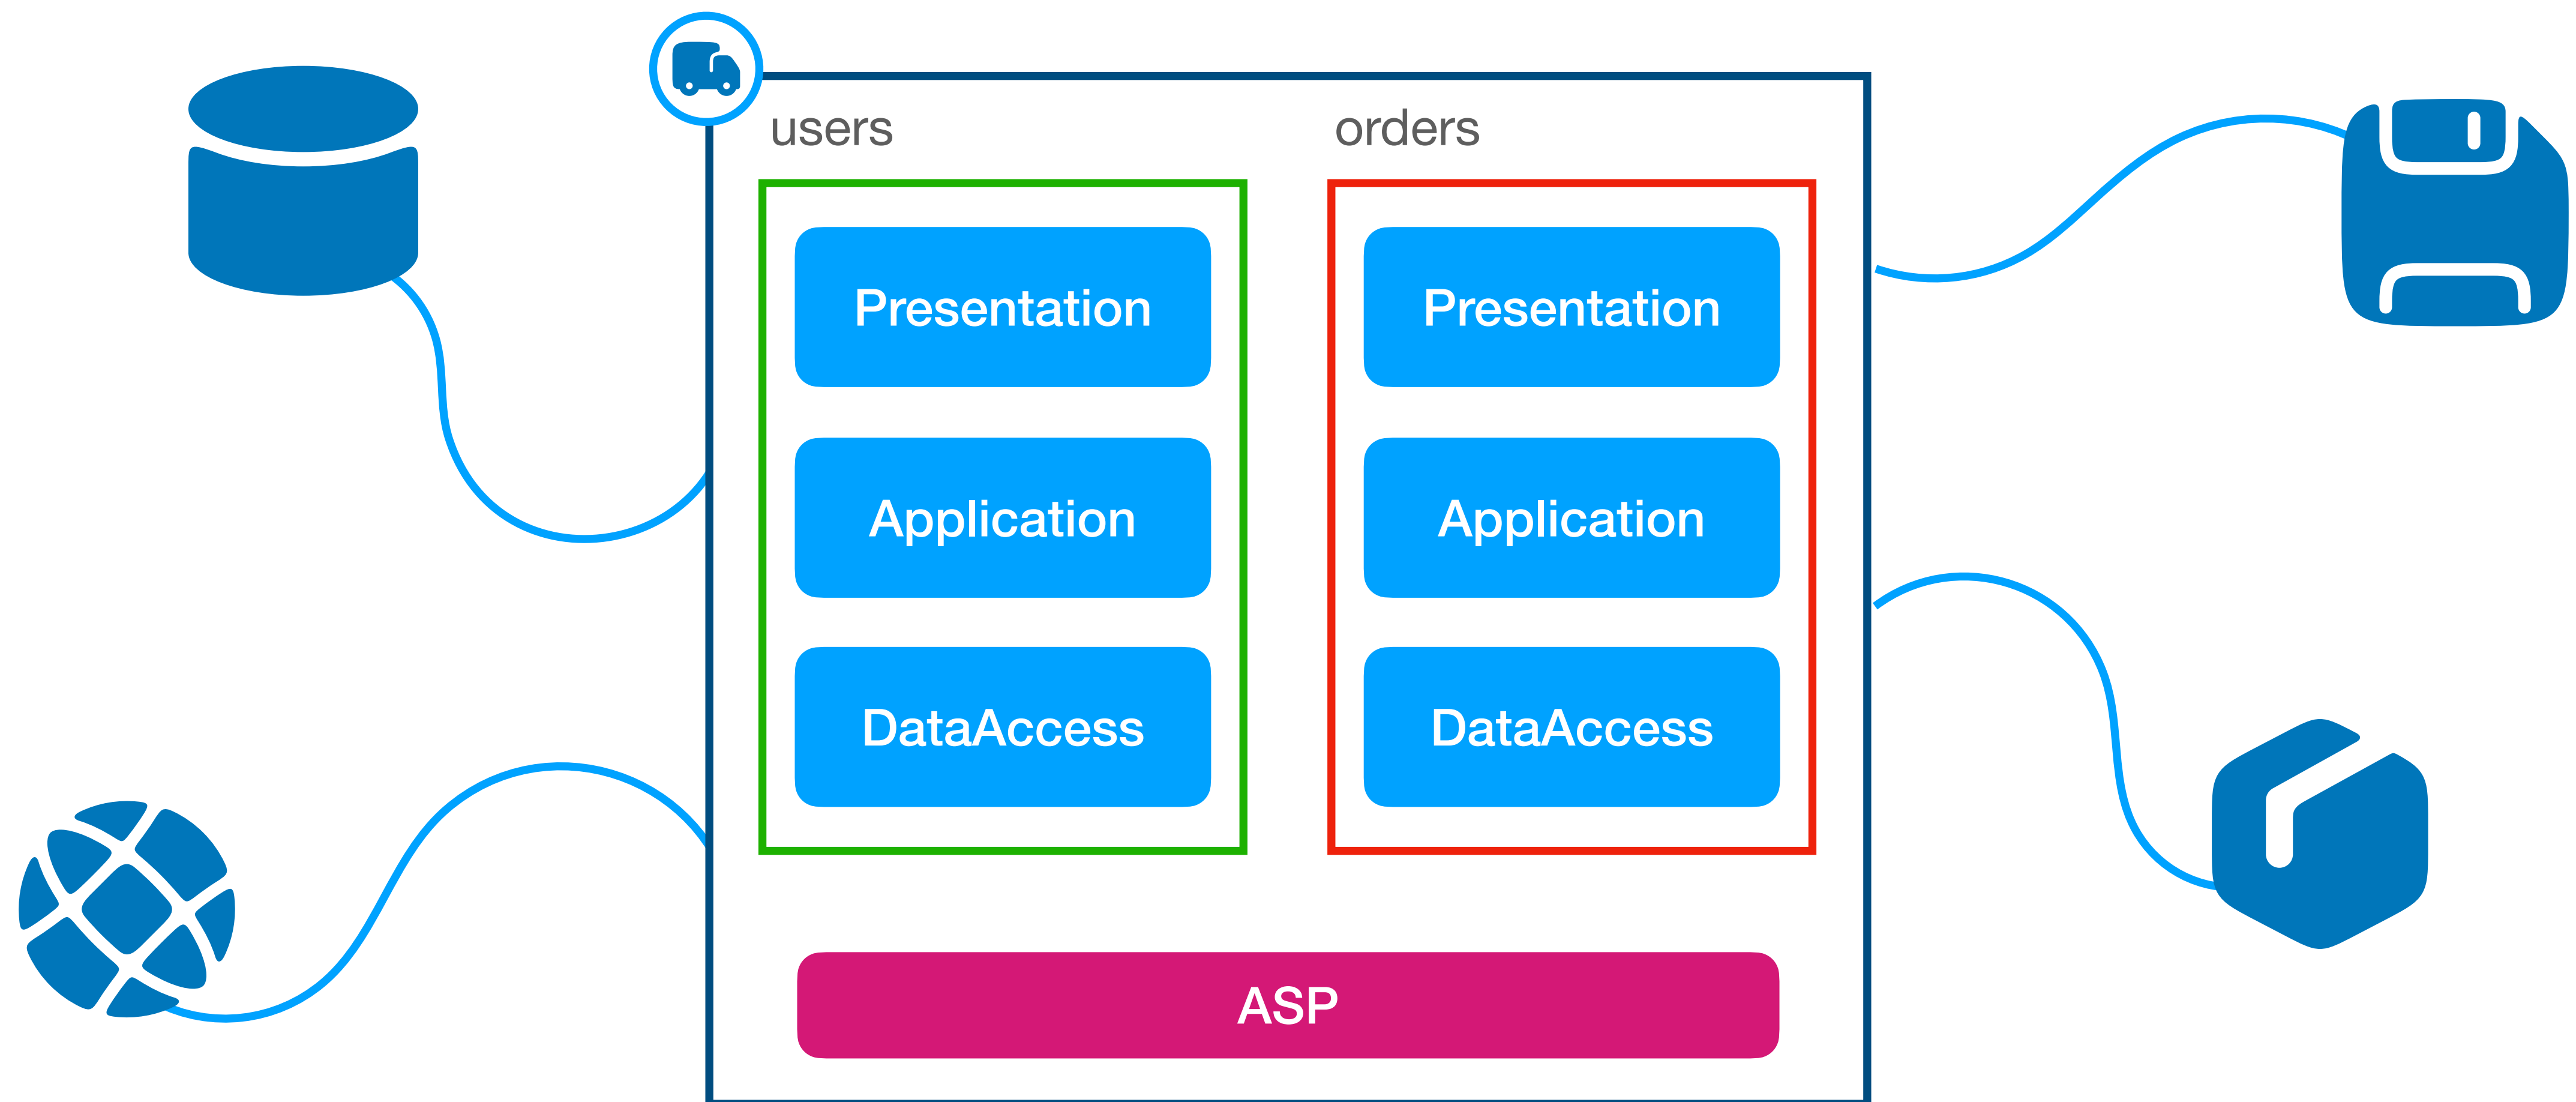 users
orders
Presentation
Presentation
Application
Application
DataAccess
DataAccess
ASP